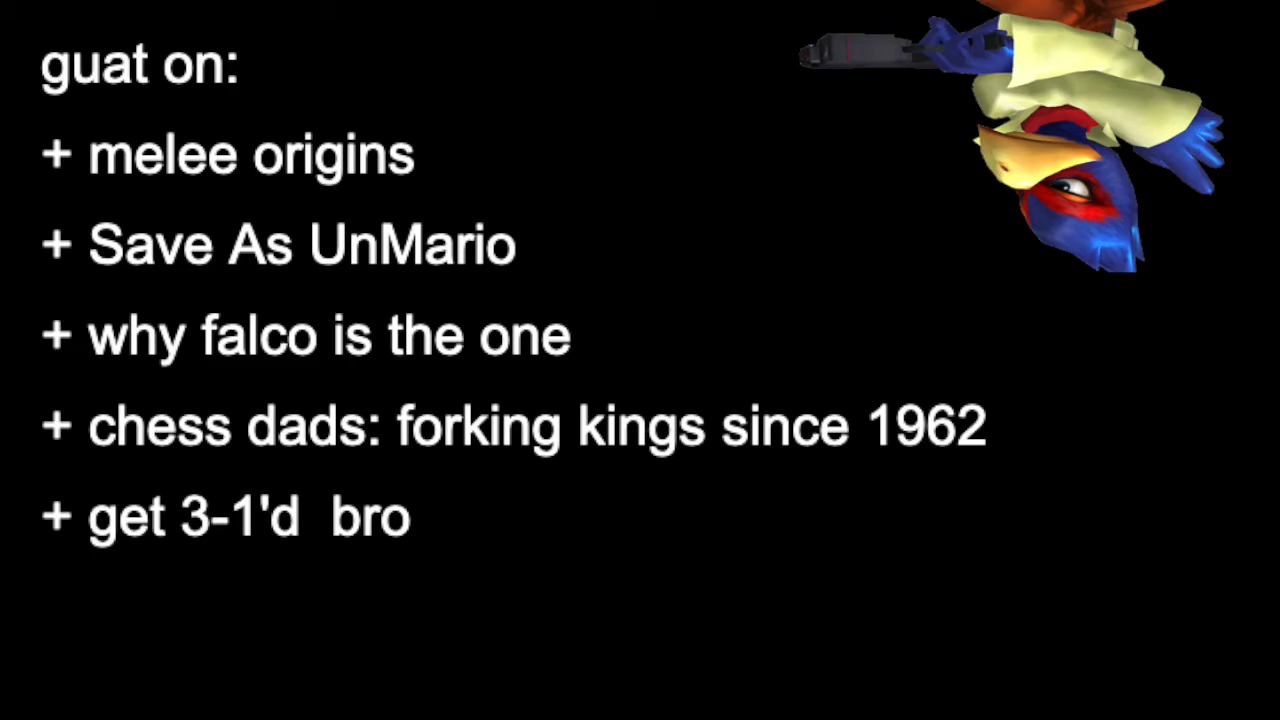 guat on:
+ melee origins
+ Save As UnMario
+ why falco is the one
+ chess dads: forking kings since 1962
+ get 3-1'd  bro